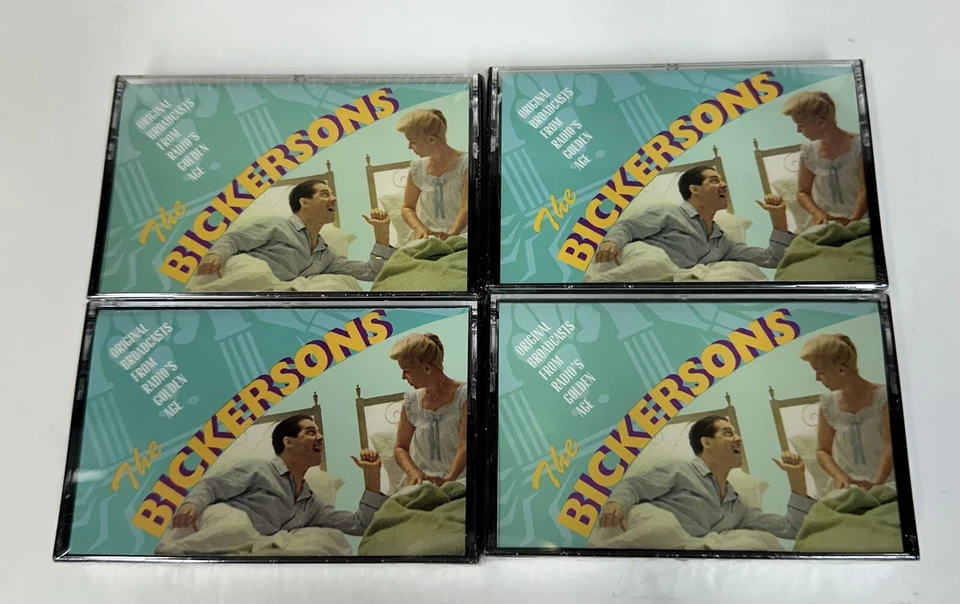 ORIGINAL
BROADCASTS
FROM
RADIO'S
GOLDEN
AGE
The
BICKERSONS
ORIGINAL
BROADCASTS
FROM
RADIO'S
GOLDEN
AGE
The
BICKERSONS
ORIGINAL
BROADCASTS
FROM
RADIO'S
GOLDEN
AGE
The
BICKERSONS
ORIGINAL
BROADCASTS
FROM
RADIO'S
GOLDEN
AGE
The
BICKERSONS